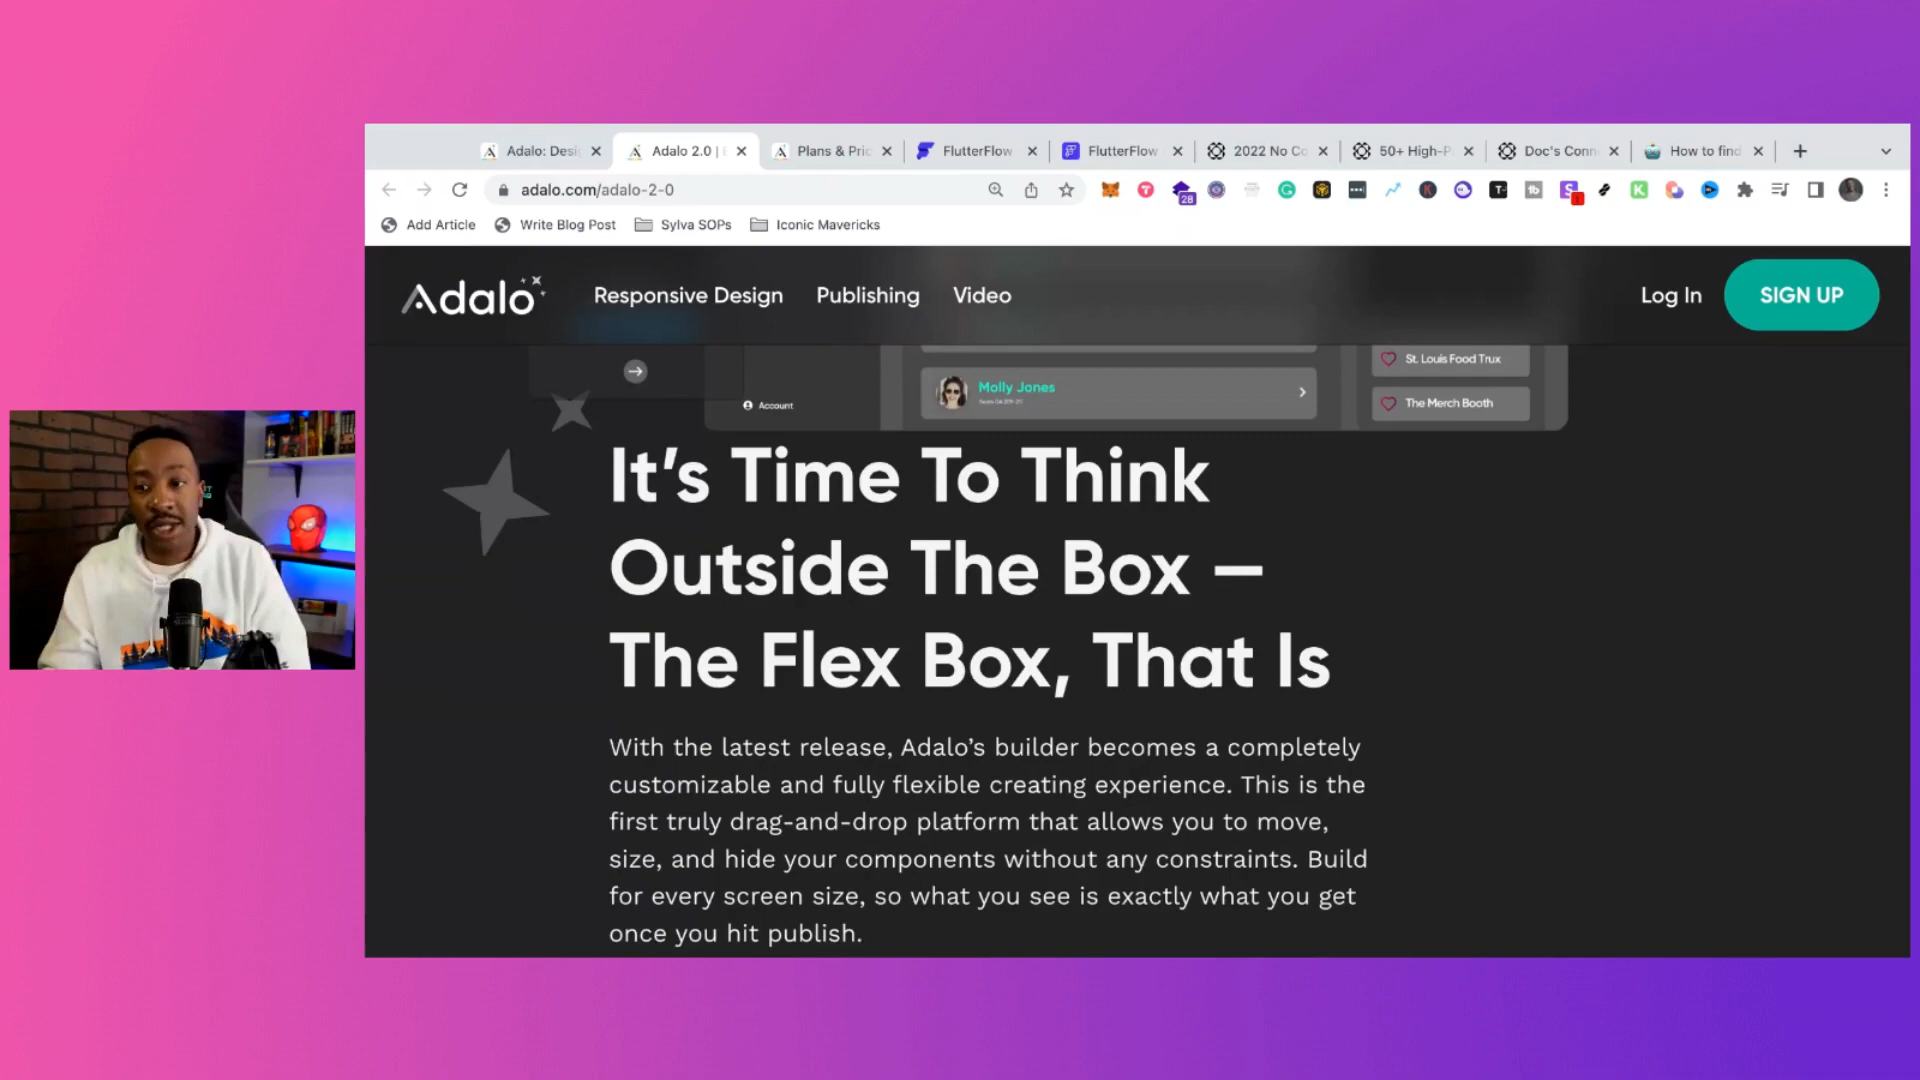 Adalo: Desi
Adalo 2.0 |
Plans & Pric
FlutterFlow
FlutterFlow
2022 No Co
50+ High-P
Doc's Conn
How to find
adalo.com/adalo-2-0
28
Add Article
Write Blog Post
Sylva SOPs
Iconic Mavericks
Adalo
Responsive Design
Publishing
Video
Log In
SIGN UP
St. Louis Food Trux
Molly Jones
Account
The Merch Booth
It's Time To Think
Outside The Box —
The Flex Box, That Is
With the latest release, Adalo's builder becomes a completely
customizable and fully flexible creating experience. This is the
first truly drag-and-drop platform that allows you to move,
size, and hide your components without any constraints. Build
for every screen size, so what you see is exactly what you get
once you hit publish.